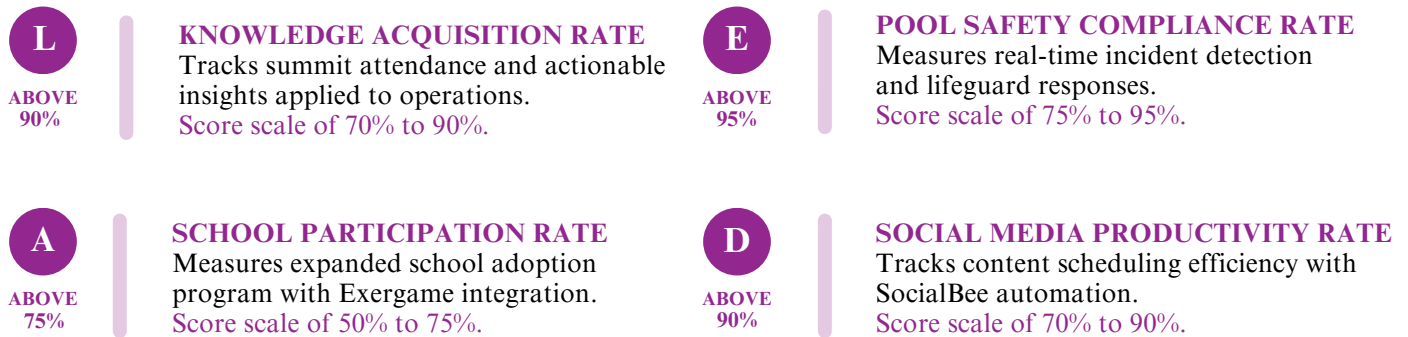 L
ABOVE
90%
KNOWLEDGE ACQUISITION RATE
Tracks summit attendance and actionable
insights applied to operations.
Score scale of 70% to 90%.
E
ABOVE
95%
POOL SAFETY COMPLIANCE RATE
Measures real-time incident detection
and lifeguard responses.
Score scale of 75% to 95%.
A
ABOVE
75%
SCHOOL PARTICIPATION RATE
Measures expanded school adoption
program with Exergame integration.
Score scale of 50% to 75%.
D
ABOVE
90%
SOCIAL MEDIA PRODUCTIVITY RATE
Tracks content scheduling efficiency with
SocialBee automation.
Score scale of 70% to 90%.